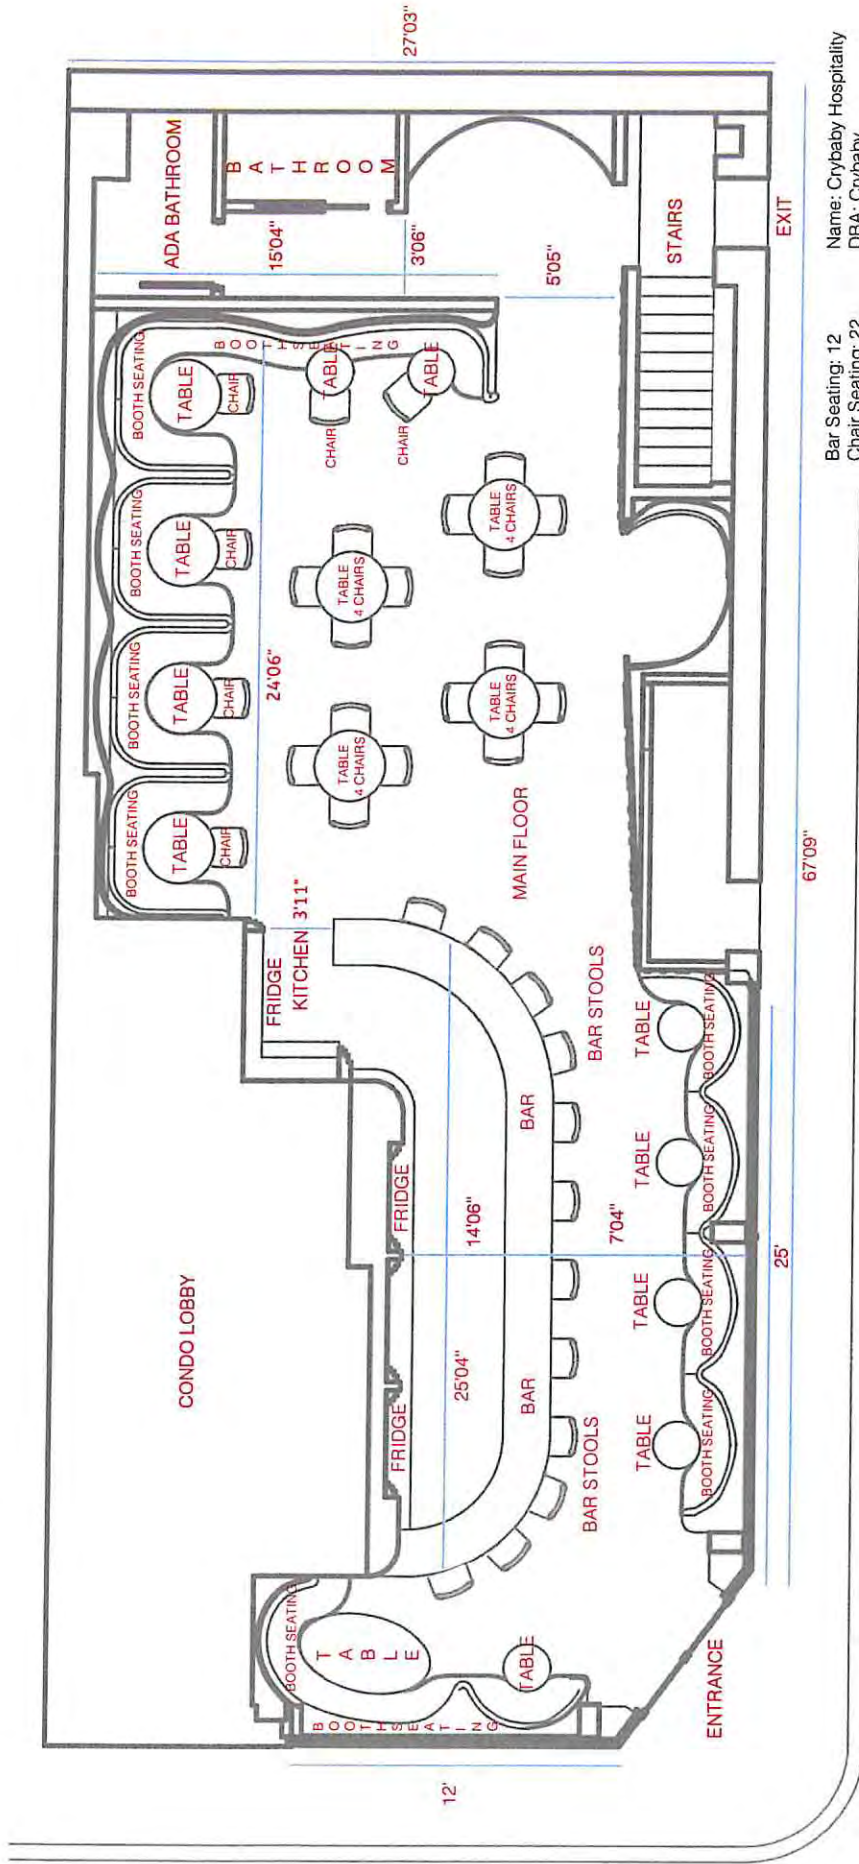 CONDO LOBBY
ADA BATHROOM
BATHROOM
27'03"
15'04"
3'06"
5'05"
STAIRS
EXIT
BOOTH SEATING
BOOTH SEATING
BOOTH SEATING
BOOTH SEATING
BOOTH SEATING
TABLE
TABLE
TABLE
TABLE
CHAIR
CHAIR
CHAIR
CHAIR
TABLE
CHAIR
TABLE
CHAIR
24'06"
TABLE
4 CHAIRS
TABLE
4 CHAIRS
TABLE
4 CHAIRS
TABLE
4 CHAIRS
MAIN FLOOR
FRIDGE
KITCHEN
3'11"
FRIDGE
FRIDGE
14'06"
25'04"
BAR
BAR
BAR STOOLS
BAR STOOLS
7'04"
TABLE
TABLE
TABLE
TABLE
BOOTH SEATING
BOOTH SEATING
BOOTH SEATING
BOOTH SEATING
BOOTH SEATING
TABLE
TABLE
BOOTH SEATING
12'
ENTRANCE
25'
67'09"
Bar Seating: 12
Chair Seating: 22
Name: Crybaby Hospitality
DBA: Crybaby